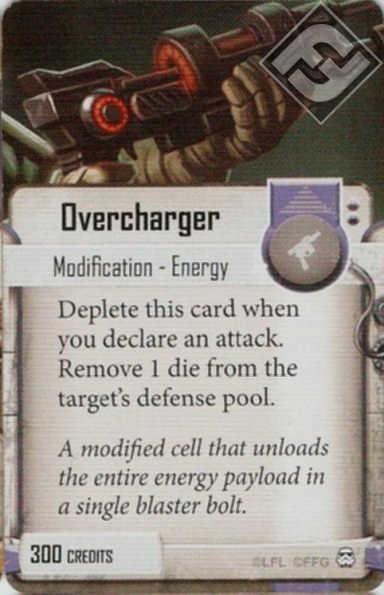 Overcharger
Modification - Energy
Deplete this card when
you declare an attack.
Remove 1 die from the
target's defense pool.
A modified cell that unloads
the entire energy payload in
a single blaster bolt.
300 CREDITS
©LFL ©FFG